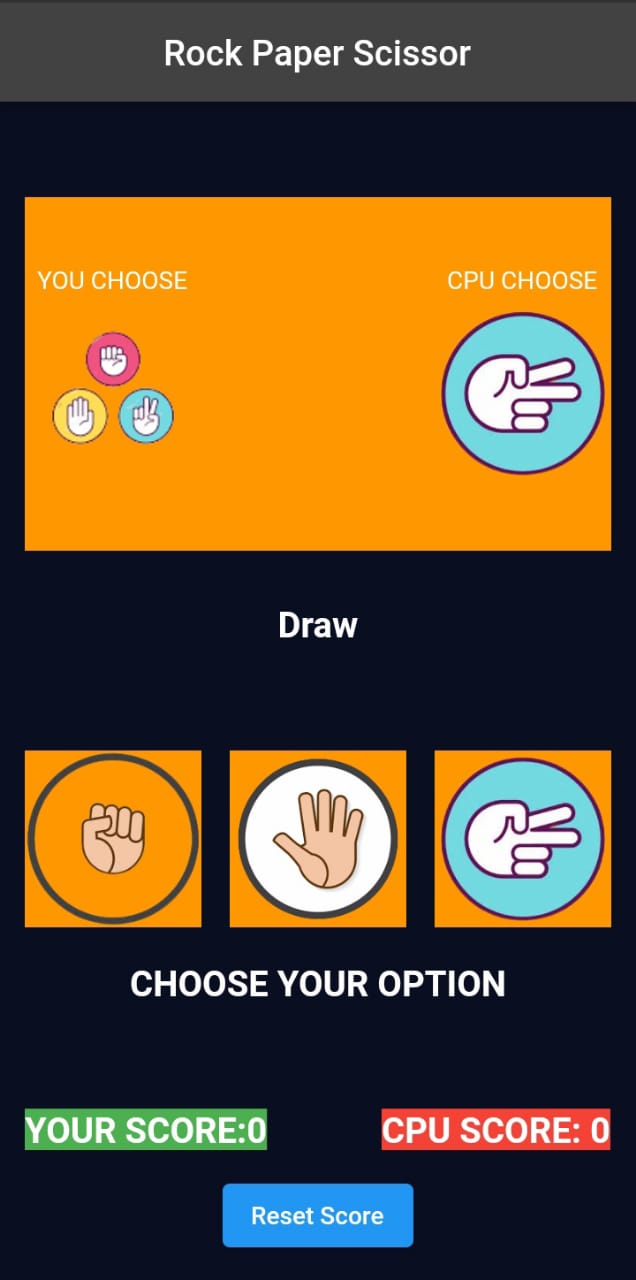 Rock Paper Scissor
YOU CHOOSE
CPU CHOOSE
Draw
CHOOSE YOUR OPTION
YOUR SCORE:0
CPU SCORE: 0
Reset Score